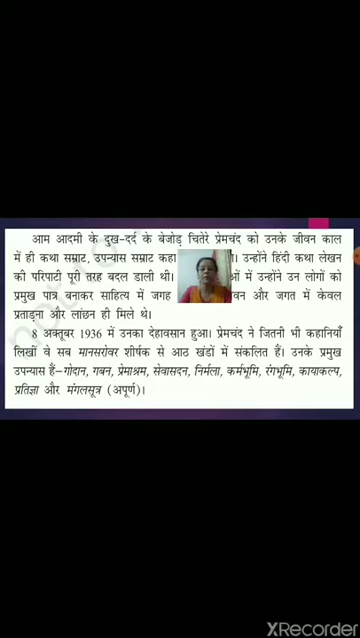 आम आदमी के दुख-दर्द के बेजोड़ चितेरे प्रेमचंद को उनके जीवन काल
में ही कथा सम्राट, उपन्यास सम्राट कहा । उन्होंने हिंदी कथा लेखन
की परिपाटी पूरी तरह बदल डाली थी। ओं में उन्होंने उन लोगों को
प्रमुख पात्र बनाकर साहित्य में जगह वन और जगत में केवल
प्रताड़ना और लांछन ही मिले थे।
8 अक्तूबर 1936 में उनका देहावसान हुआ। प्रेमचंद ने जितनी भी कहानियाँ
लिखीं वे सब मानसरोवर शीर्षक से आठ खंडों में संकलित हैं। उनके प्रमुख
उपन्यास हैं–गोदान, गबन, प्रेमाश्रम, सेवासदन, निर्मला, कर्मभूमि, रंगभूमि, कायाकल्प,
प्रतिज्ञा और मंगलसूत्र (अपूर्ण)।
XRecorder